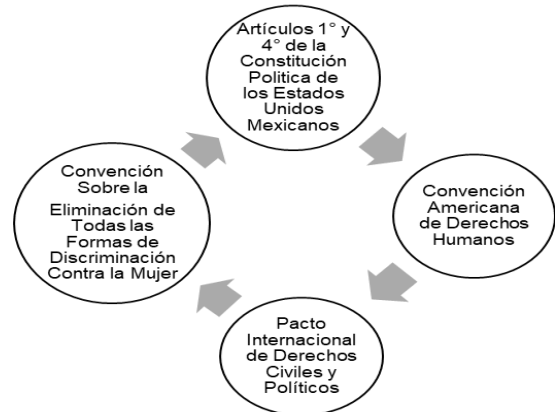 Artículos 1° y
4° de la
Constitución
Politica de
los Estados
Unidos
Mexicanos
Convención
Americana
de Derechos
Humanos
Pacto
Internacional
de Derechos
Civiles y
Políticos
Convención
Sobre la
Eliminación de
Todas las
Formas de
Discriminación
Contra la Mujer